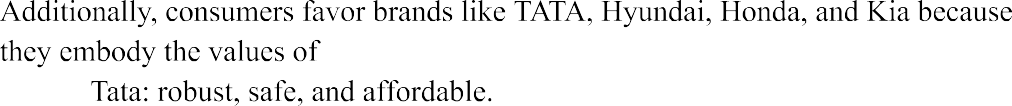 Additionally, consumers favor brands like TATA, Hyundai, Honda, and Kia because
they embody the values of
Tata: robust, safe, and affordable.